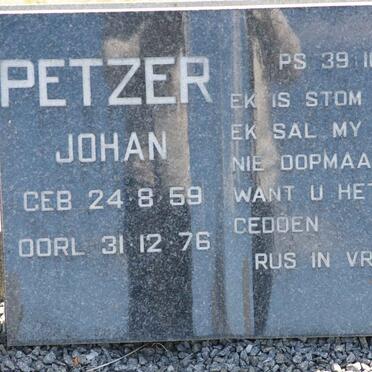 PETZER
JOHAN
GEB 24·8·59
OORL 31·12·76
PS 39:10
EK IS STOM
EK SAL MY
NIE OOPMAA
WANT U HET
GEDOEN
RUS IN VR